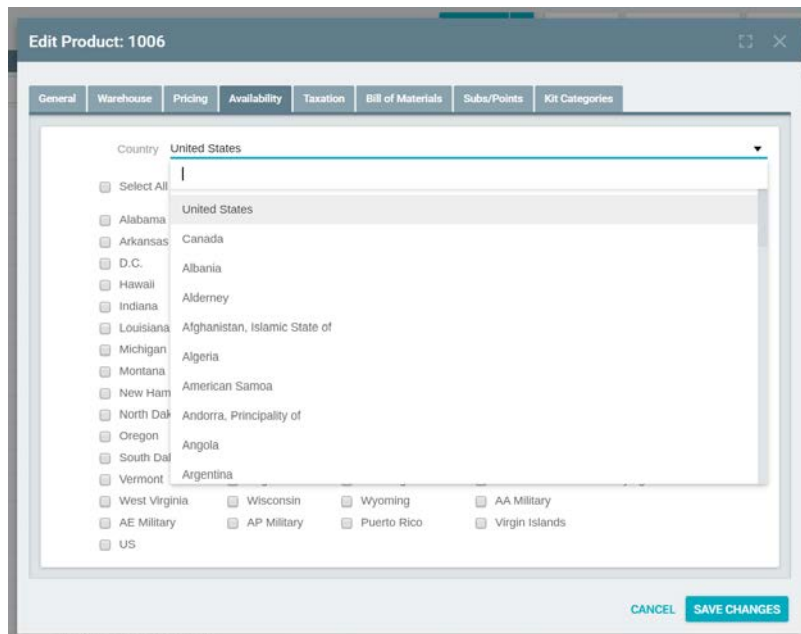 Edit Product: 1006
General Warehouse Pricing Availability Taxation Bill of Materials Subs/Points Kit Categories
Country United States
Select All
United States
Alabama
Canada
Arkansas
D.C.
Albania
Hawaii
Alderney
Indiana
Louisiana
Afghanistan, Islamic State of
Michigan
Algeria
Montana
American Samoa
New Ham
North Dak
Andorra, Principality of
Oregon
Angola
South Dal
Argentina
Vermont
West Virginia Wisconsin Wyoming AA Military
AE Military AP Military Puerto Rico Virgin Islands
US
CANCEL SAVE CHANGES